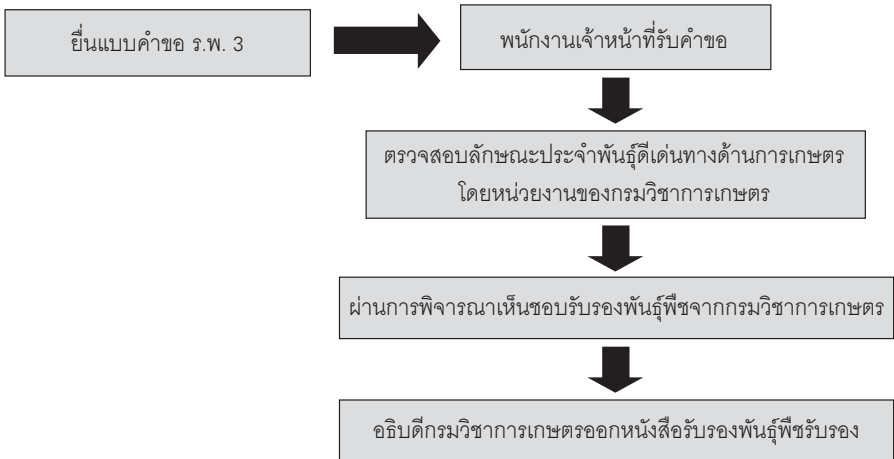 ยื่นแบบคำขอ ร.พ. 3
พนักงานเจ้าหน้าที่รับคำขอ
ตรวจสอบลักษณะประจำพันธุ์ดีเด่นทางด้านการเกษตร
โดยหน่วยงานของกรมวิชาการเกษตร
ผ่านการพิจารณาเห็นชอบรับรองพันธุ์พืชจากกรมวิชาการเกษตร
อธิบดีกรมวิชาการเกษตรออกหนังสือรับรองพันธุ์พืชรับรอง